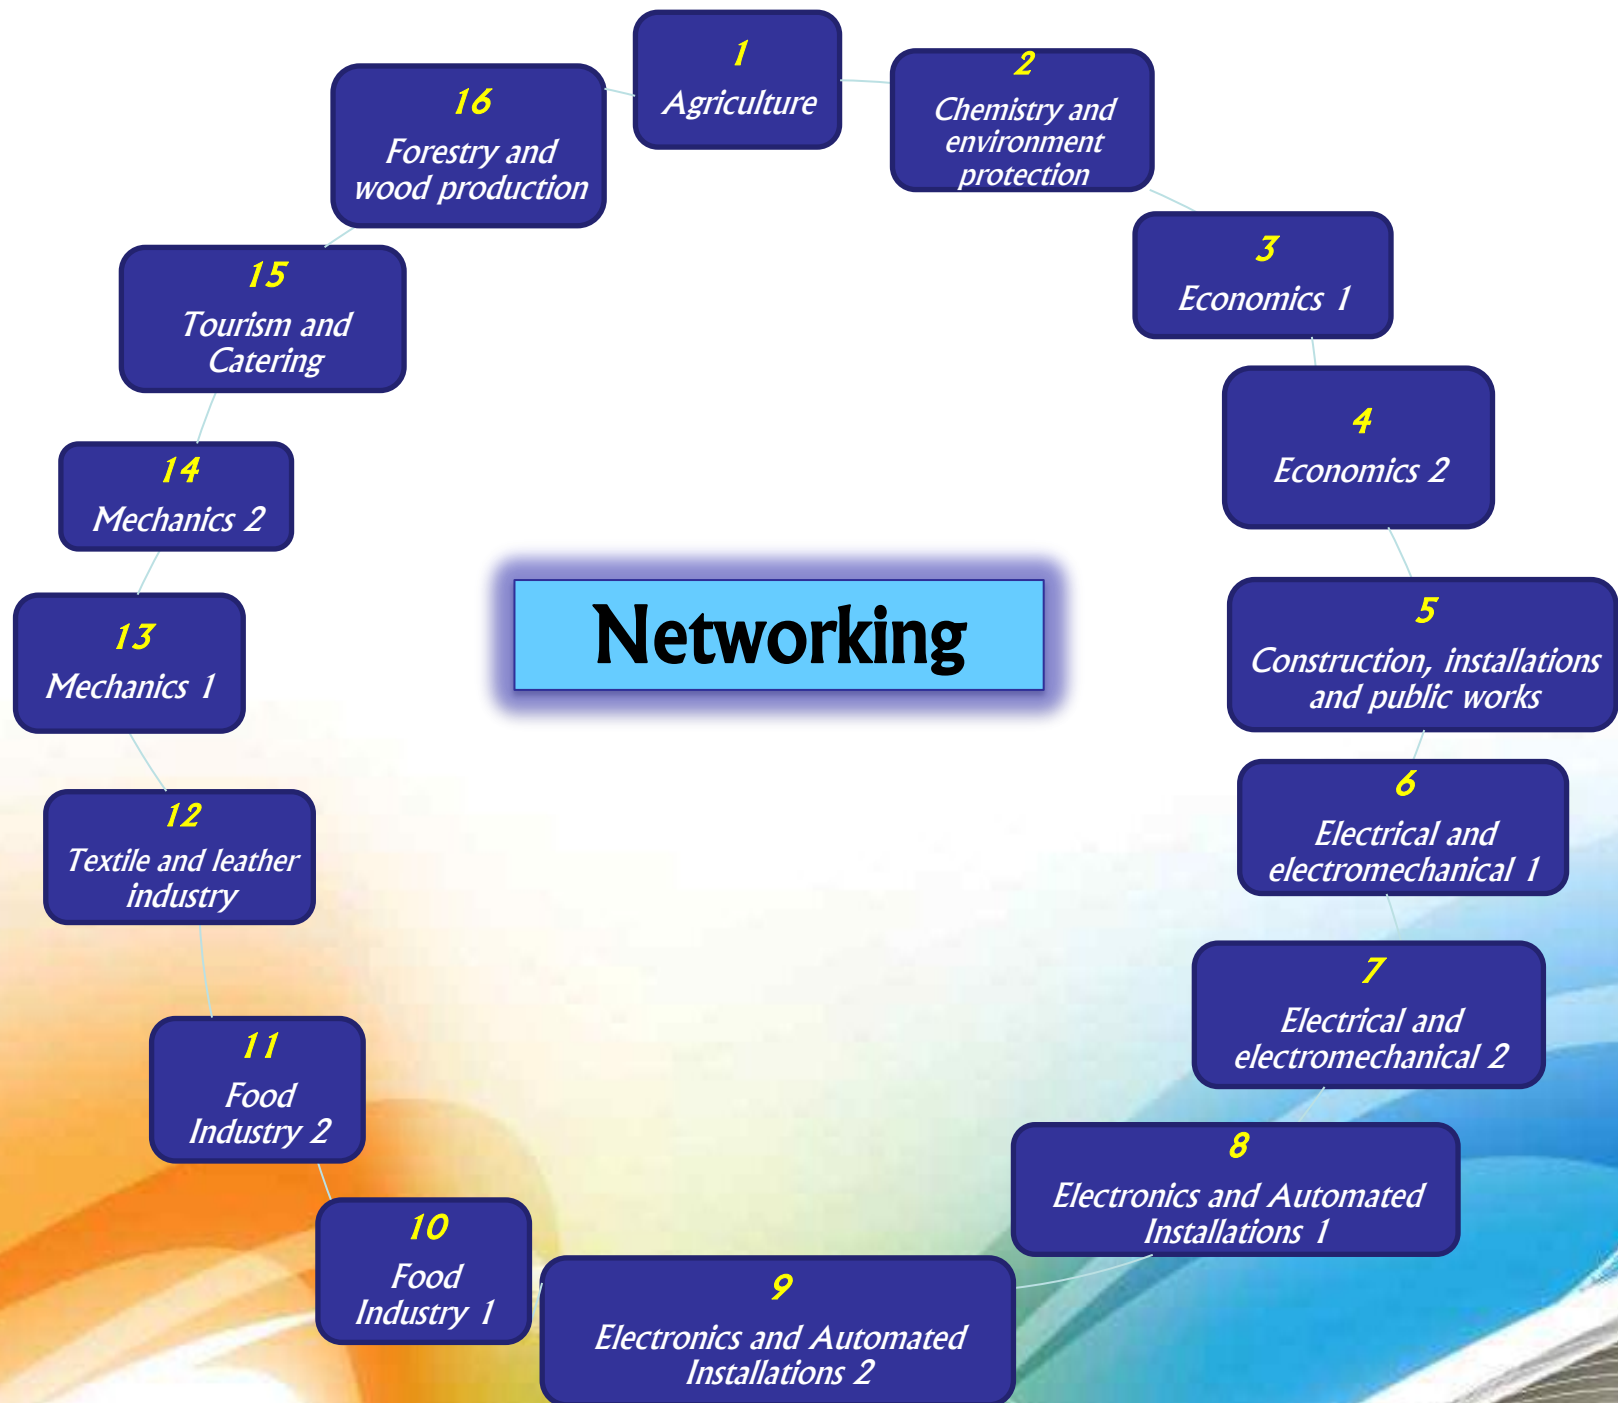 1
Agriculture
2
Chemistry and
environment
protection
3
Economics 1
4
Economics 2
5
Construction, installations
and public works
6
Electrical and
electromechanical 1
7
Electrical and
electromechanical 2
8
Electronics and Automated
Installations 1
9
Electronics and Automated
Installations 2
10
Food
Industry 1
11
Food
Industry 2
12
Textile and leather
industry
13
Mechanics 1
14
Mechanics 2
15
Tourism and
Catering
16
Forestry and
wood production
Networking